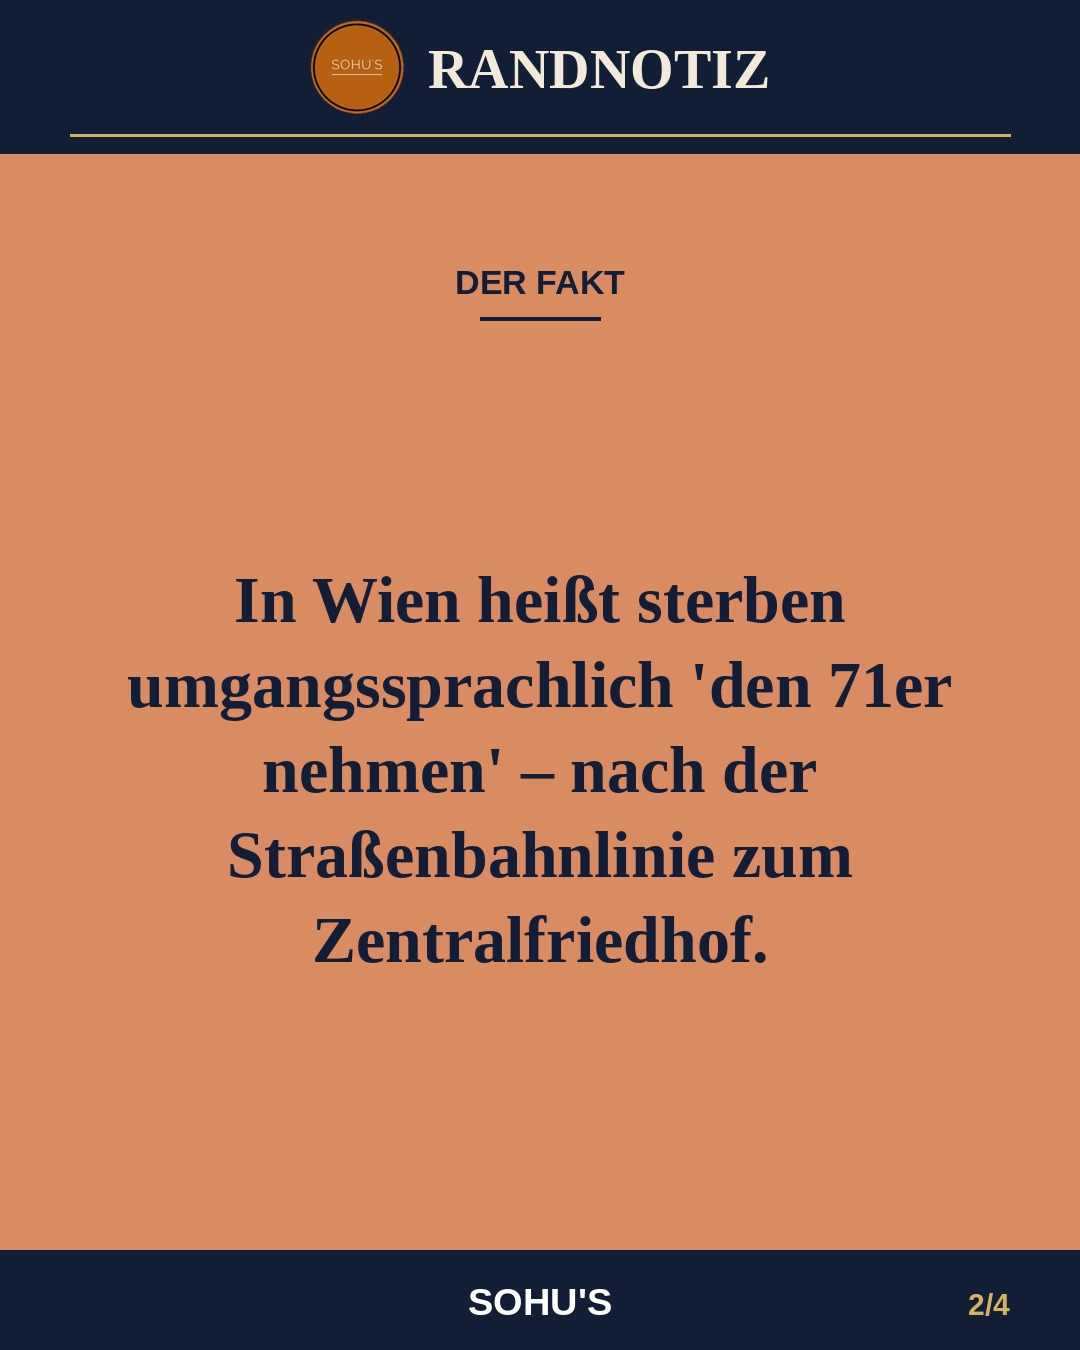 SOHU'S
RANDNOTIZ
DER FAKT
In Wien heißt sterben
umgangssprachlich 'den 71er
nehmen' – nach der
Straßenbahnlinie zum
Zentralfriedhof.
SOHU'S
2/4